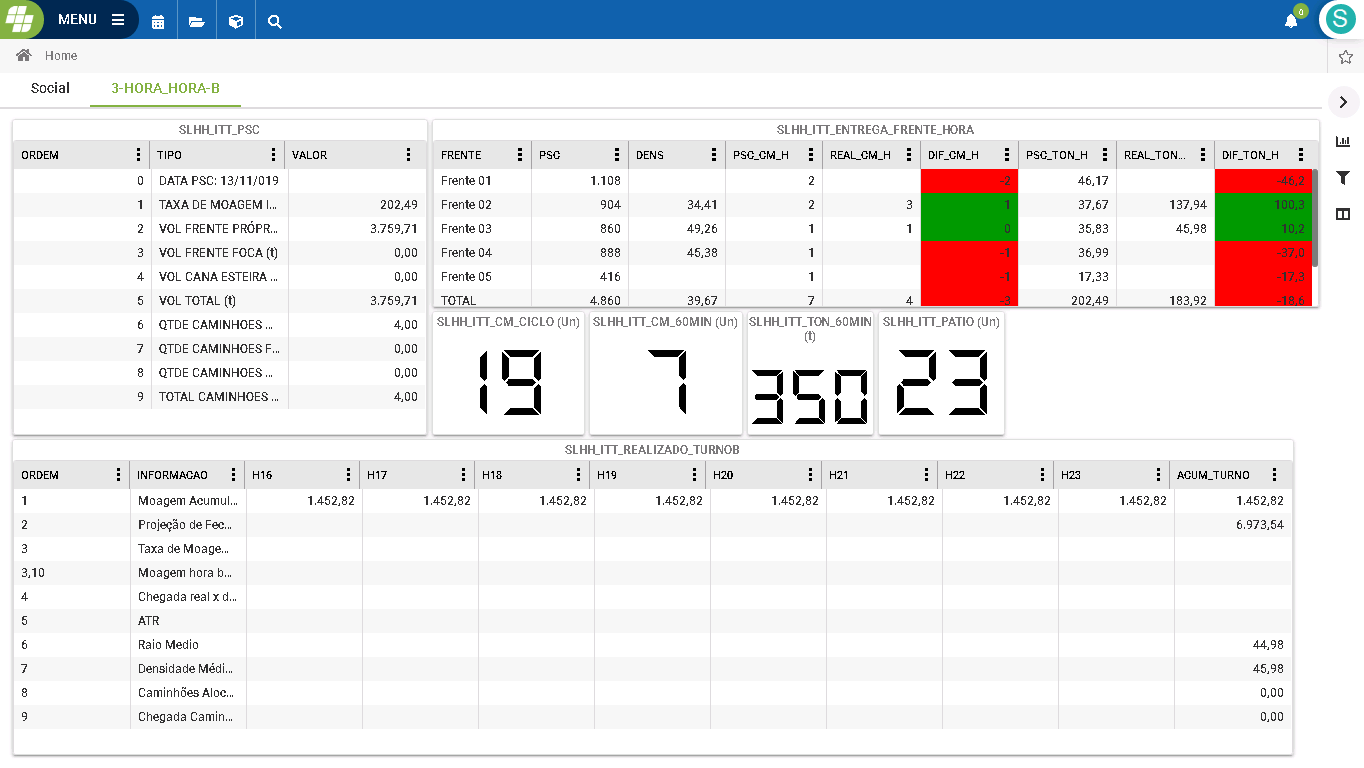 MENU
0
S
Home
Social 3-HORA_HORA-B
SLHH_ITT_PSC
ORDEM TIPO VALOR
0 DATA PSC: 13/11/019
1 TAXA DE MOAGEM I... 202,49
2 VOL FRENTE PRÓPR... 3.759,71
3 VOL FRENTE FOCA (t) 0,00
4 VOL CANA ESTEIRA ... 0,00
5 VOL TOTAL (t) 3.759,71
6 QTDE CAMINHOES ... 4,00
7 QTDE CAMINHOES F... 0,00
8 QTDE CAMINHOES ... 0,00
9 TOTAL CAMINHOES ... 4,00
SLHH_ITT_ENTREGA_FRENTE_HORA
FRENTE PSC DENS PSC_CM_H REAL_CM_H DIF_CM_H PSC_TON_H REAL_TON... DIF_TON_H
Frente 01 1.108 2 -2 46,17 -46,2
Frente 02 904 34,41 2 3 1 37,67 137,94 100,3
Frente 03 860 49,26 1 1 0 35,83 45,98 10,2
Frente 04 888 45,38 1 -1 36,99 -37,0
Frente 05 416 1 -1 17,33 -17,3
TOTAL 4.860 39,67 7 4 -3 202,49 183,92 -18,6
SLHH_ITT_CM_CICLO (Un)
19
SLHH_ITT_CM_60MIN (Un)
7
SLHH_ITT_TON_60MIN
(t)
350
SLHH_ITT_PATIO (Un)
23
SLHH_ITT_REALIZADO_TURNOB
ORDEM INFORMACAO H16 H17 H18 H19 H20 H21 H22 H23 AGUM_TURNO
1 Moagem Acumul... 1.452,82 1.452,82 1.452,82 1.452,82 1.452,82 1.452,82 1.452,82 1.452,82 1.452,82
2 Projeção de Fec... 6.973,54
3 Taxa de Moage...
3,10 Moagem hora b...
4 Chegada real x d...
5 ATR
6 Raio Medio 44,98
7 Densidade Médi... 45,98
8 Caminhões Aloc... 0,00
9 Chegada Camin... 0,00